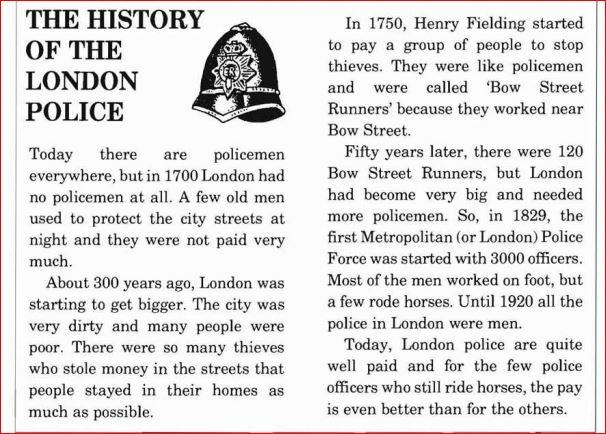 THE HISTORY
OF THE
LONDON
POLICE
Today there are policemen
everywhere, but in 1700 London had
no policemen at all. A few old men
used to protect the city streets at
night and they were not paid very
much.
About 300 years ago, London was
starting to get bigger. The city was
very dirty and many people were
poor. There were so many thieves
who stole money in the streets that
people stayed in their homes as
much as possible.
In 1750, Henry Fielding started
to pay a group of people to stop
thieves. They were like policemen
and were called ‘Bow Street
Runners’ because they worked near
Bow Street.
Fifty years later, there were 120
Bow Street Runners, but London
had become very big and needed
more policemen. So, in 1829, the
first Metropolitan (or London) Police
Force was started with 3000 officers.
Most of the men worked on foot, but
a few rode horses. Until 1920 all the
police in London were men.
Today, London police are quite
well paid and for the few police
officers who still ride horses, the pay
is even better than for the others.